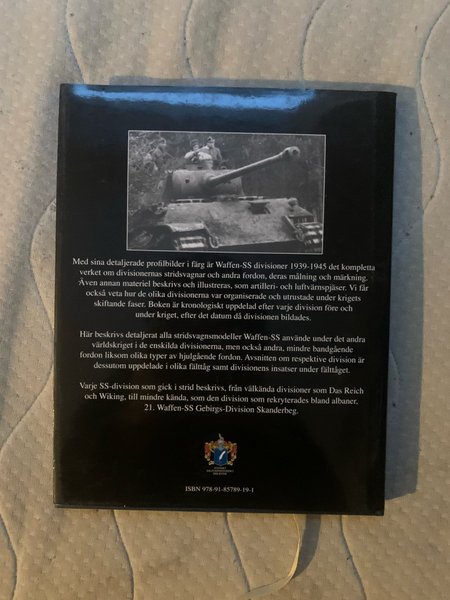 Med sina detaljerade profilbilder i färg är Waffen-SS divisioner 1939-1945 det kompletta
verket om divisionernas stridsvagnar och andra fordon, deras målning och märkning.
Även annan materiel beskrivs och illustreras, som artilleri- och luftvärnspjäser. Vi får
också veta hur de olika divisionerna var organiserade och utrustade under krigets
skiftande faser. Boken är kronologiskt uppdelad efter varje division före och
under kriget, efter det datum då divisionen bildades.
Här beskrivs detaljerat alla stridsvagnsmodeller Waffen-SS använde under det andra
världskriget i de enskilda divisionerna, men också andra, mindre bandgående
fordon liksom olika typer av hjulgående fordon. Avsnitten om respektive division är
dessutom uppdelade i olika fälttåg samt divisionens insatser under fälttåget.
Varje SS-division som gick i strid beskrivs, från välkända divisioner som Das Reich
och Wiking, till mindre kända, som den division som rekryterades bland albaner,
21. Waffen-SS Gebirgs-Division Skanderbeg.
ISBN 978-91-85789-19-1